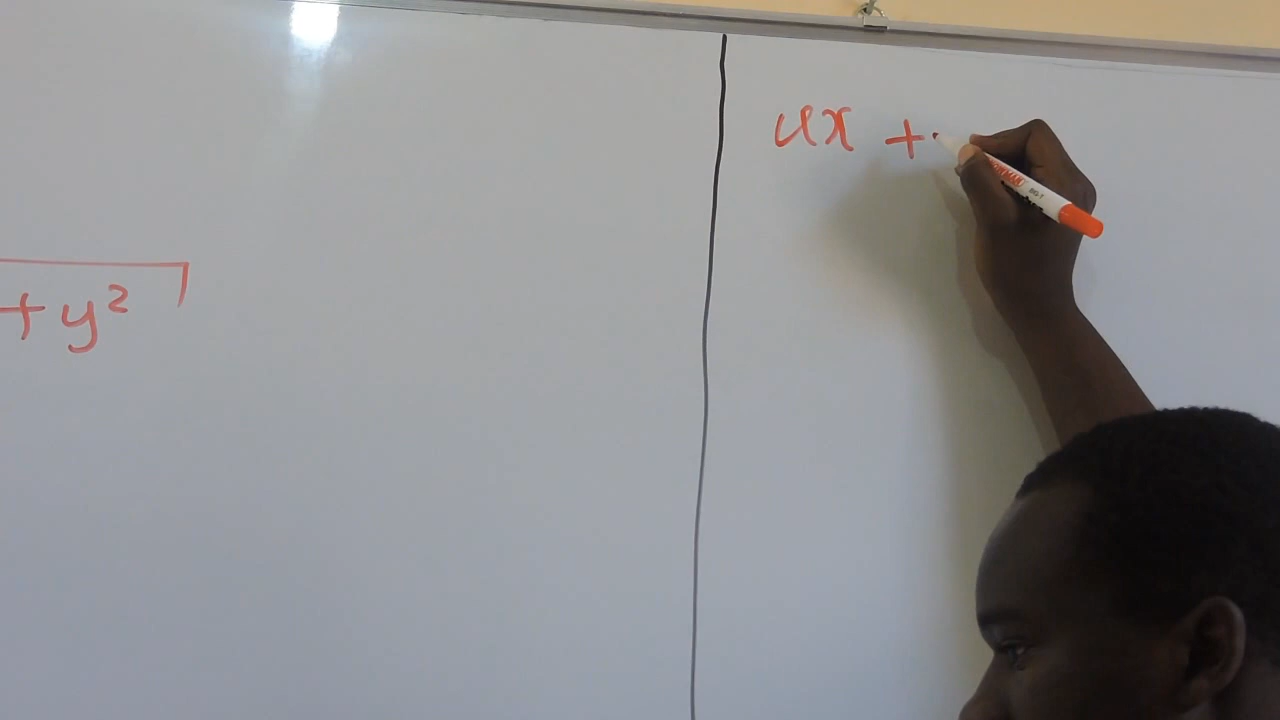 ux +
+ y²